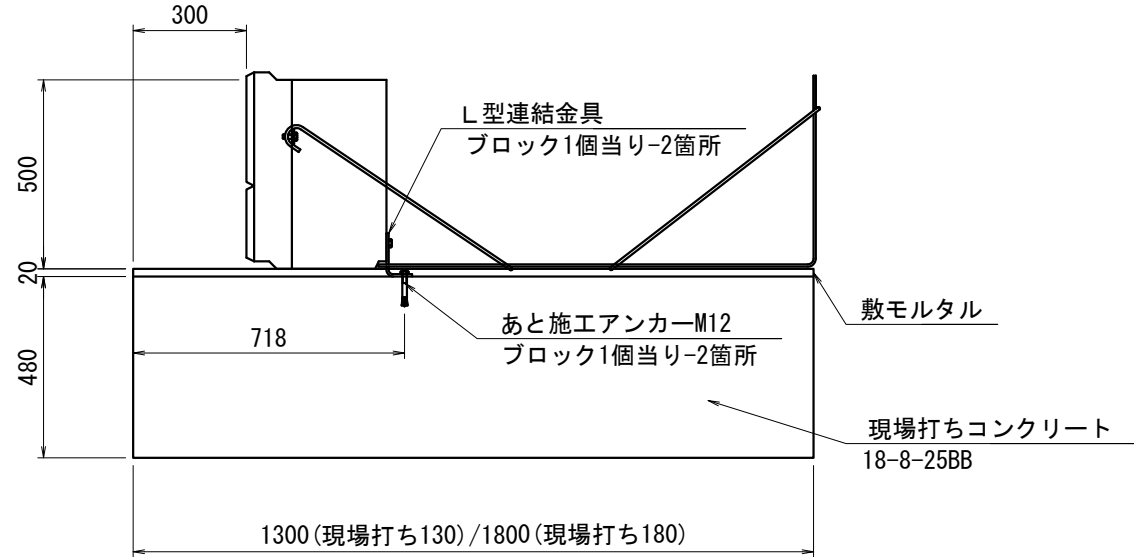 300
L型連結金具
ブロック1個当り-2箇所
500
20
敷モルタル
あと施工アンカーM12
ブロック1個当り-2箇所
718
480
現場打ちコンクリート
18-8-25BB
1300(現場打ち130)/1800(現場打ち180)